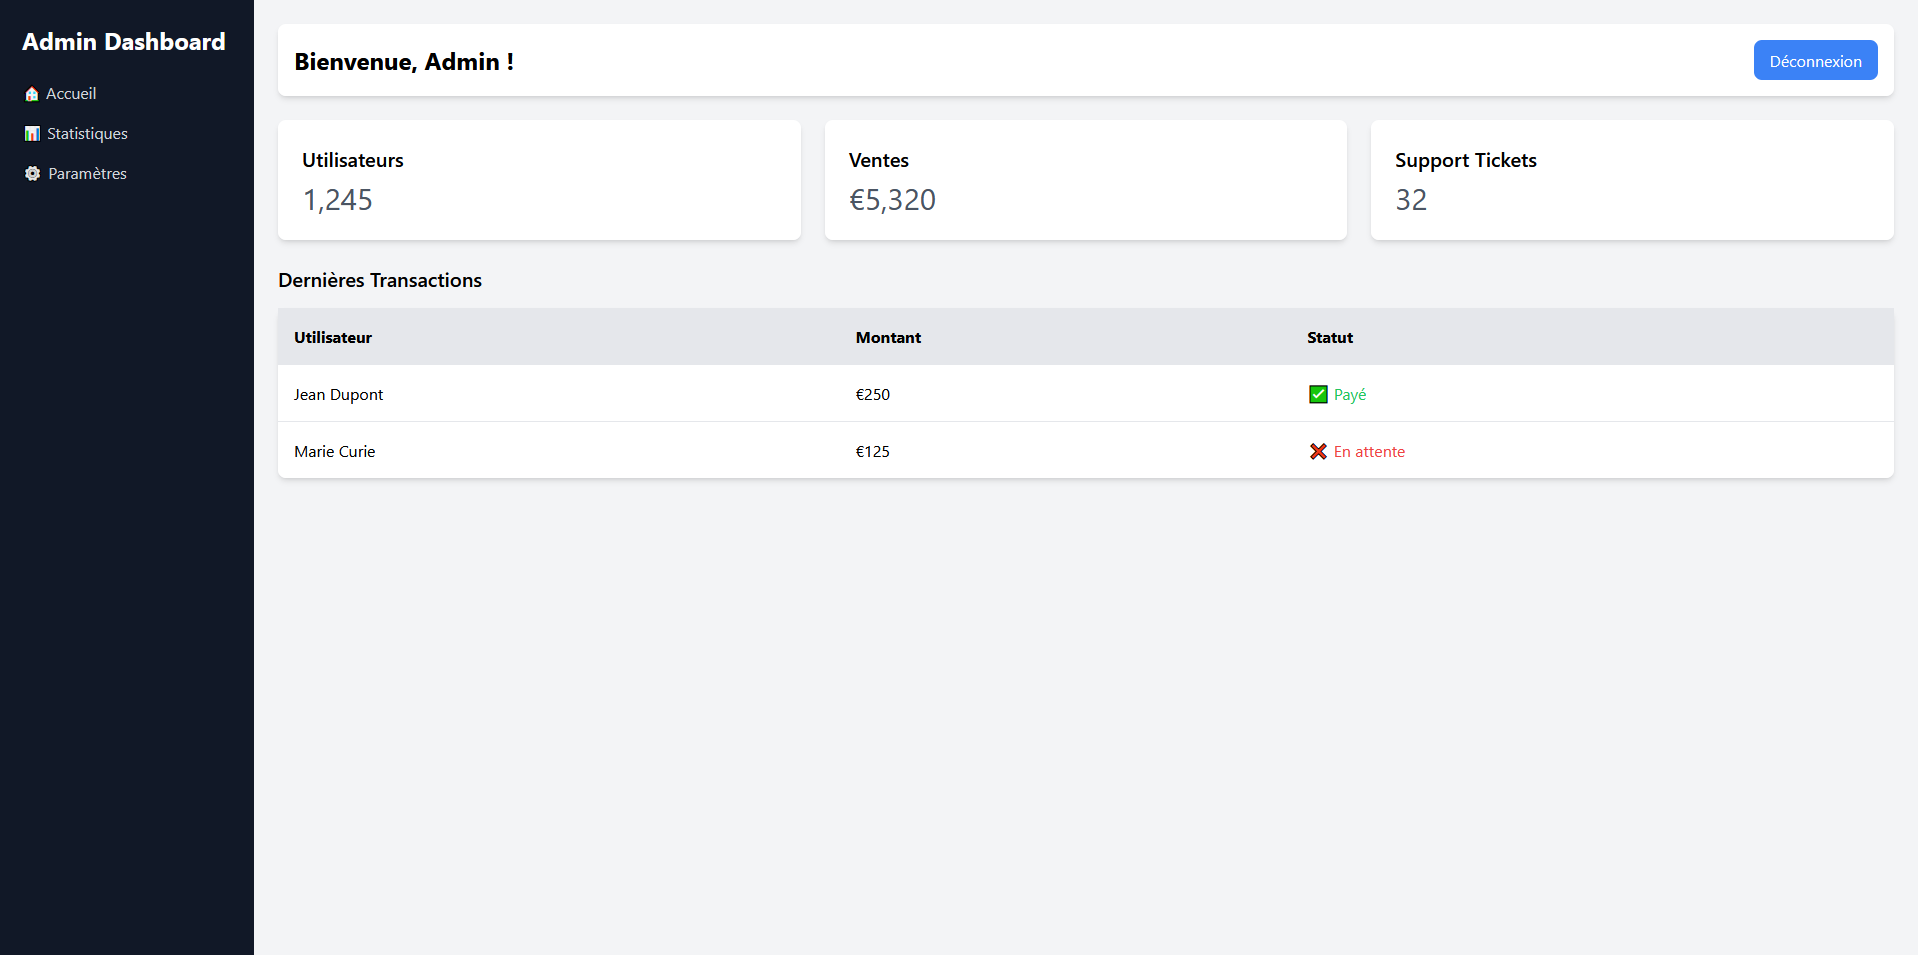 Admin Dashboard
🏠 Accueil
📊 Statistiques
⚙️ Paramètres
Bienvenue, Admin !
Déconnexion
Utilisateurs
1,245
Ventes
€5,320
Support Tickets
32
Dernières Transactions
Utilisateur Montant Statut
Jean Dupont €250 ✅ Payé
Marie Curie €125 ❌ En attente